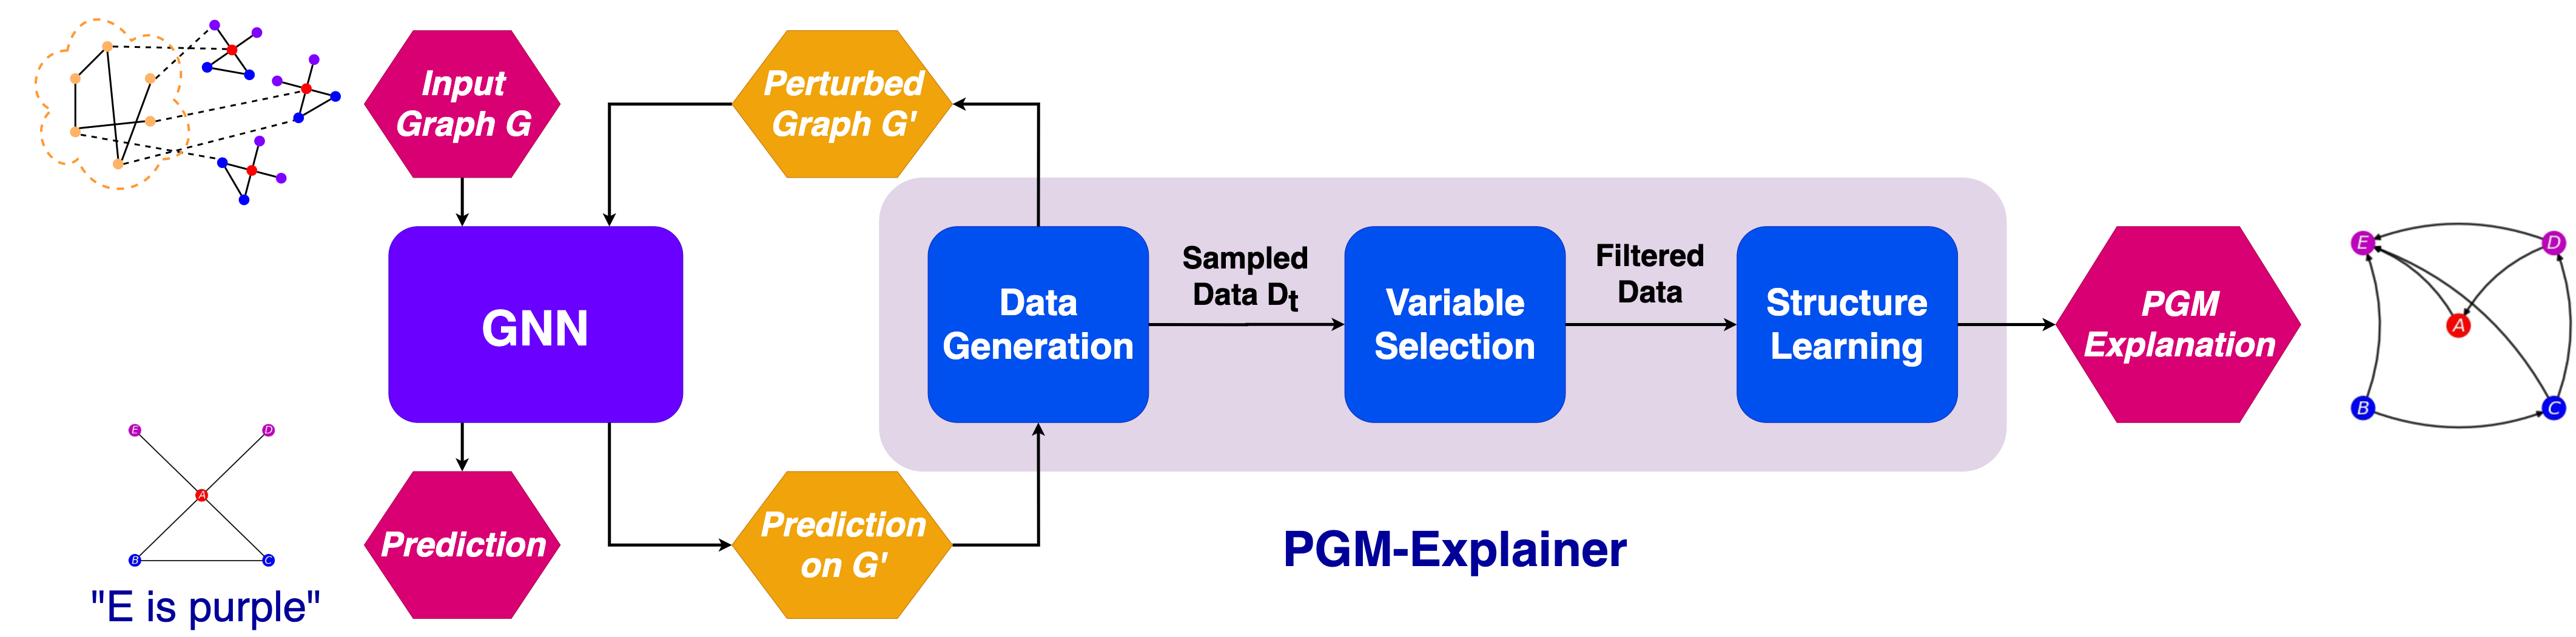 Input
Graph G
Perturbed
Graph G'
GNN
Data
Generation
Sampled
Data Dt
Variable
Selection
Filtered
Data
Structure
Learning
PGM
Explanation
E
D
A
B
C
E
D
A
B
C
"E is purple"
Prediction
Prediction
on G'
PGM-Explainer